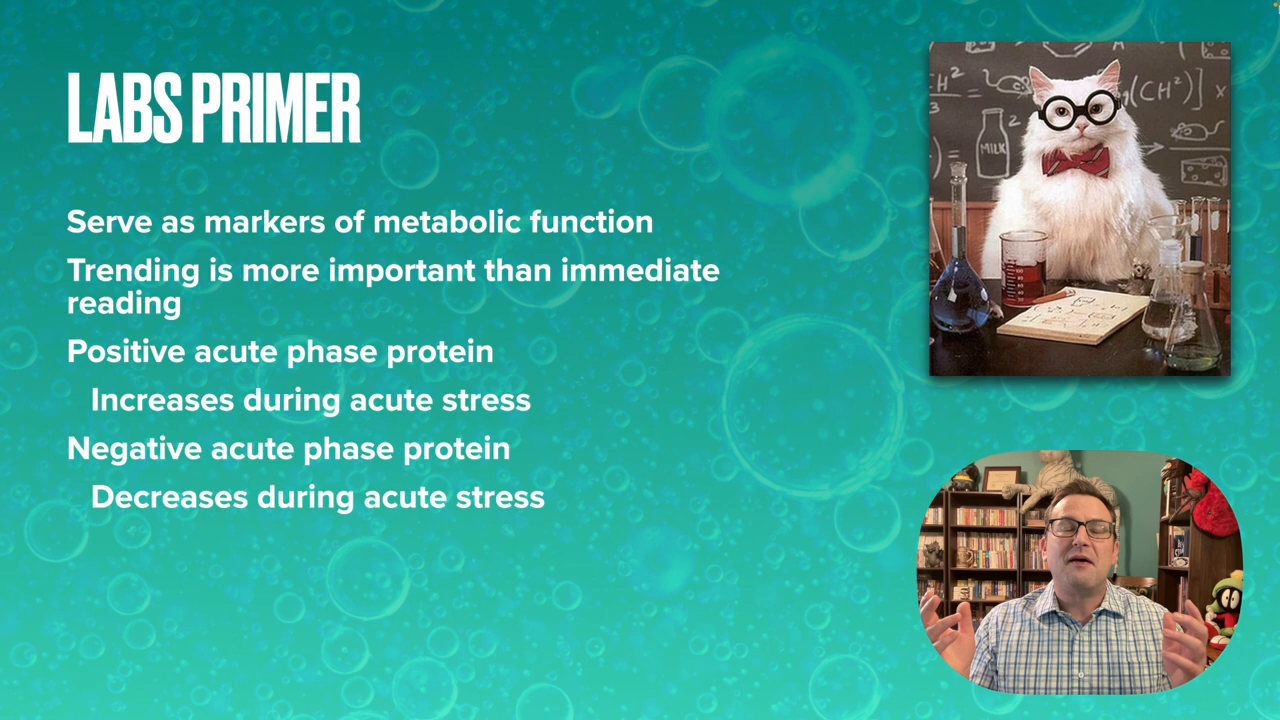 LABS PRIMER
Serve as markers of metabolic function
Trending is more important than immediate
reading
Positive acute phase protein
Increases during acute stress
Negative acute phase protein
Decreases during acute stress
MILK